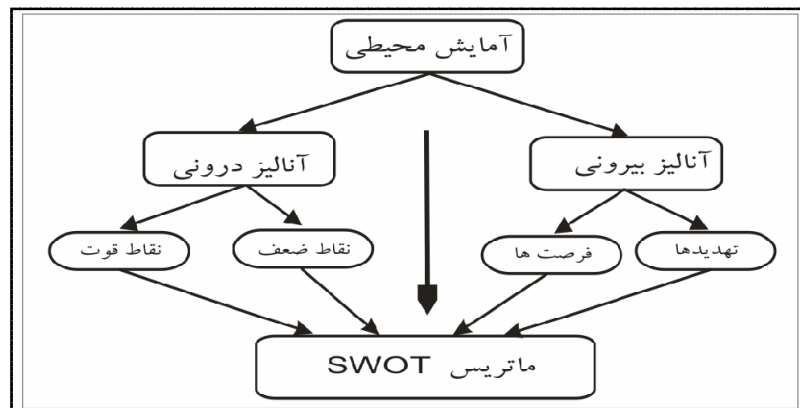 آمایش محیطی
آنالیز بیرونی
آنالیز درونی
تهدیدها
فرصت ها
نقاط ضعف
نقاط قوت
ماتریس SWOT